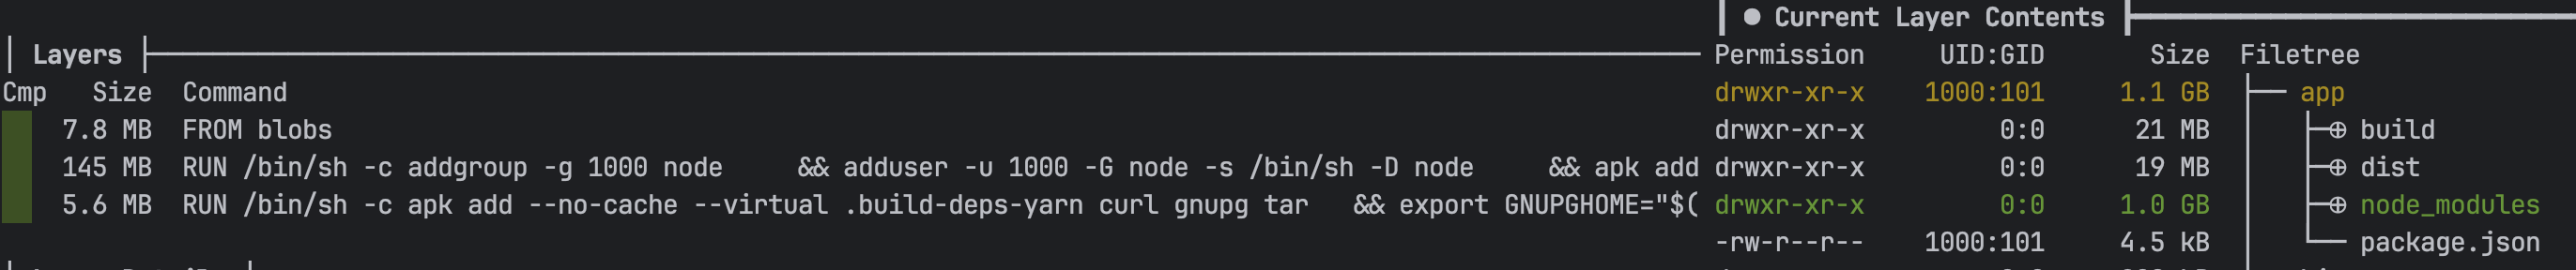 ● Current Layer Contents
Layers
Permission UID:GID Size Filetree
Cmp Size Command
drwxr-xr-x 1000:101 1.1 GB app
7.8 MB FROM blobs
drwxr-xr-x 0:0 21 MB build
145 MB RUN /bin/sh -c addgroup -g 1000 node && adduser -u 1000 -G node -s /bin/sh -D node && apk add
drwxr-xr-x 0:0 19 MB dist
5.6 MB RUN /bin/sh -c apk add --no-cache --virtual .build-deps-yarn curl gnupg tar && export GNUPGHOME="$(
drwxr-xr-x 0:0 1.0 GB node_modules
-rw-r--r-- 1000:101 4.5 kB package.json